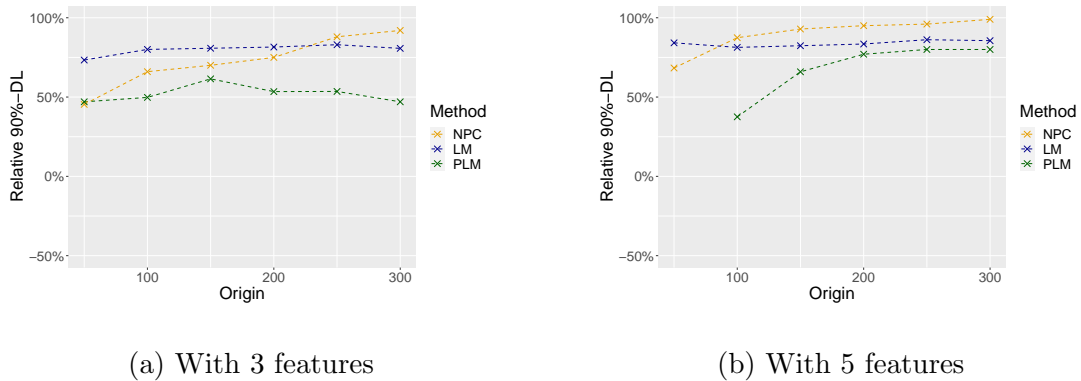 100%
50%
0%
−50%
Relative 90%−DL
100
200
300
Origin
Method
NPC
LM
PLM
(a) With 3 features
100%
50%
0%
−50%
Relative 90%−DL
100
200
300
Origin
Method
NPC
LM
PLM
(b) With 5 features